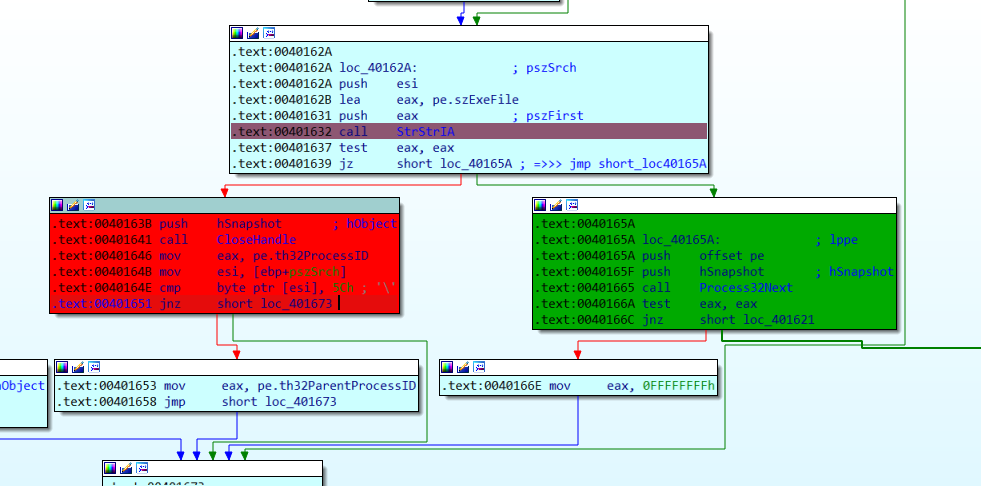 .text:0040162A
.text:0040162A loc_40162A: ; pszSrch
.text:0040162A push esi
.text:0040162B lea eax, pe.szExeFile
.text:00401631 push eax ; pszFirst
.text:00401632 call StrStrIA
.text:00401637 test eax, eax
.text:00401639 jz short loc_40165A ; =>>> jmp short_loc40165A
.text:0040163B push hSnapshot ; hObject
.text:00401641 call CloseHandle
.text:00401646 mov eax, pe.th32ProcessID
.text:0040164B mov esi, [ebp+pszSrch]
.text:0040164E cmp byte ptr [esi], 5Ch ; '\'
.text:00401651 jnz short loc_401673
.text:0040165A
.text:0040165A loc_40165A: ; lppe
.text:0040165A push offset pe
.text:0040165F push hSnapshot ; hSnapshot
.text:00401665 call Process32Next
.text:0040166A test eax, eax
.text:0040166C jnz short loc_401621
Object
.text:00401653 mov eax, pe.th32ParentProcessID
.text:00401658 jmp short loc_401673
.text:0040166E mov eax, 0FFFFFFFFh